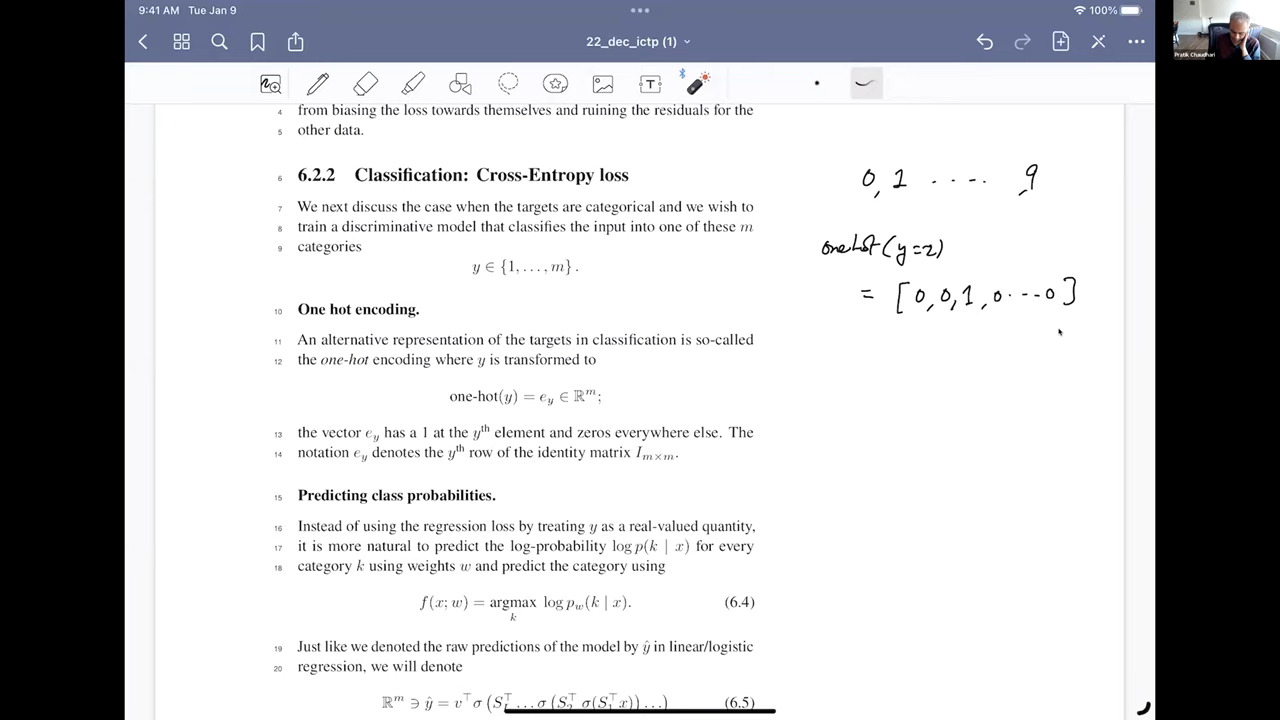 9:41 AM Tue Jan 9
100%
22_dec_ictp (1)
Pratik Chaudhari
4 from biasing the loss towards themselves and ruining the residuals for the
5 other data.
6 6.2.2 Classification: Cross-Entropy loss
7 We next discuss the case when the targets are categorical and we wish to
8 train a discriminative model that classifies the input into one of these m
9 categories
y ∈ {1, . . . , m} .
10 One hot encoding.
11 An alternative representation of the targets in classification is so-called
12 the one-hot encoding where y is transformed to
one-hot(y) = e_y ∈ ℝ^m;
13 the vector e_y has a 1 at the y^th element and zeros everywhere else. The
14 notation e_y denotes the y^th row of the identity matrix I_{m×m}.
15 Predicting class probabilities.
16 Instead of using the regression loss by treating y as a real-valued quantity,
17 it is more natural to predict the log-probability log p(k | x) for every
18 category k using weights w and predict the category using
f(x; w) = argmax log p_w(k | x). (6.4)
k
19 Just like we denoted the raw predictions of the model by ŷ in linear/logistic
20 regression, we will denote
ℝ^m ∋ ŷ = v^⊤ σ (S_L^⊤ . . . σ (S_2^⊤ σ(S_1^⊤ x)) . . .) (6.5)
0, 1 . . . . , 9
onehot(y=2)
= [0, 0, 1, 0 . . . 0]